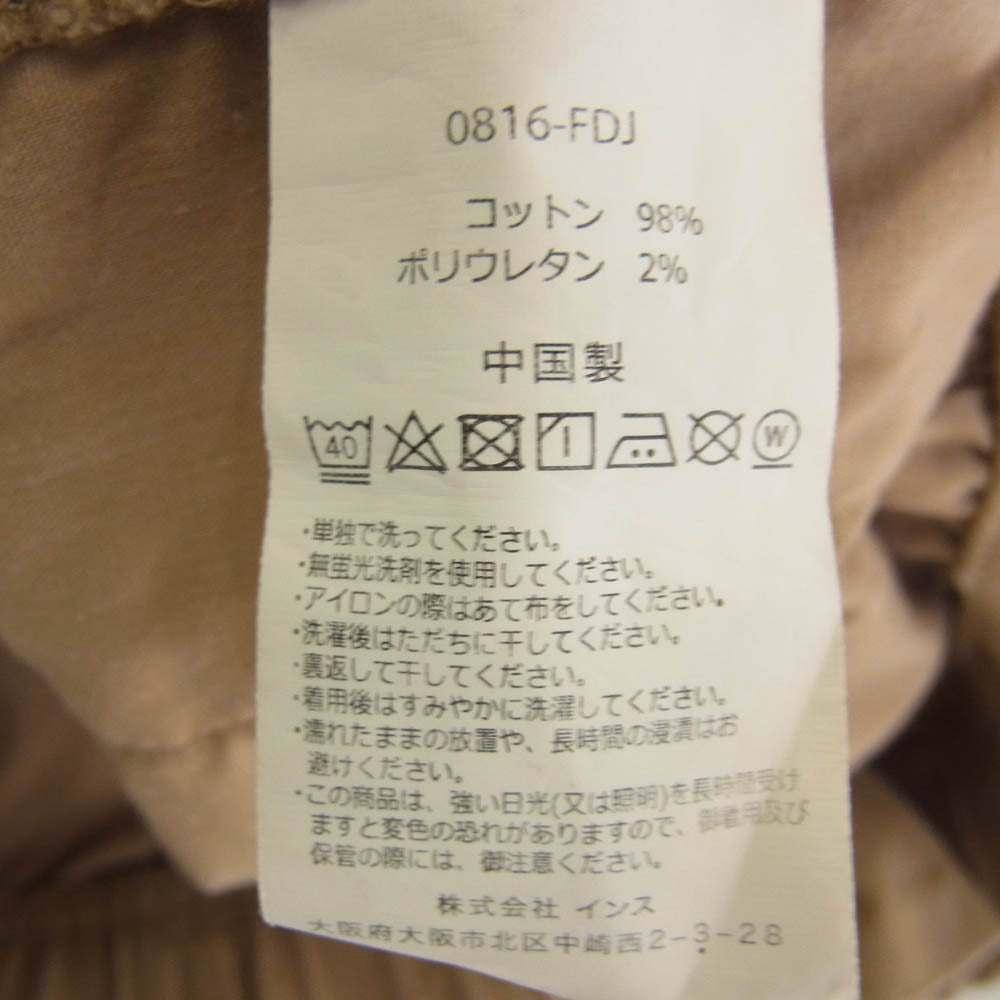 0816-FDJ
コットン 98%
ポリウレタン 2%
中国製
40 W
・単独で洗ってください。
・無蛍光洗剤を使用してください。
・アイロンの際はあて布をしてください。
・洗濯後はただちに干してください。
・裏返して干してください。
・着用後はすみやかに洗濯してください。
・濡れたままの放置や、長時間の浸漬はお
避けください。
・この商品は、強い日光(又は照明)を長時間受け
ますと変色の恐れがありますので、御着用及び
保管の際には、御注意ください。
株式会社 インス
大阪府大阪市北区中崎西2-3-28